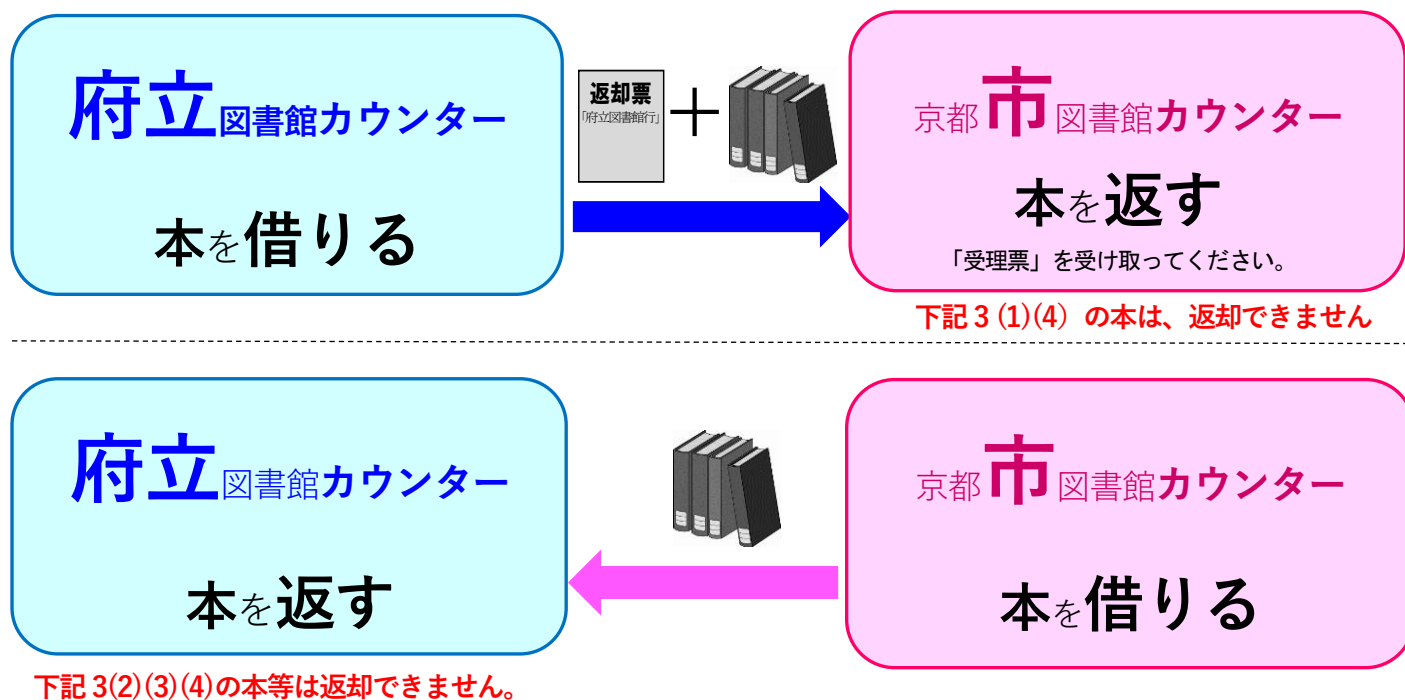 府立図書館カウンター
本を借りる
返却票
「府立図書館行」
＋
京都市図書館カウンター
本を返す
「受理票」を受け取ってください。
下記３(1)(4）の本は、返却できません
府立図書館カウンター
本を返す
下記 3(2)(3)(4)の本等は返却できません。
京都市図書館カウンター
本を借りる